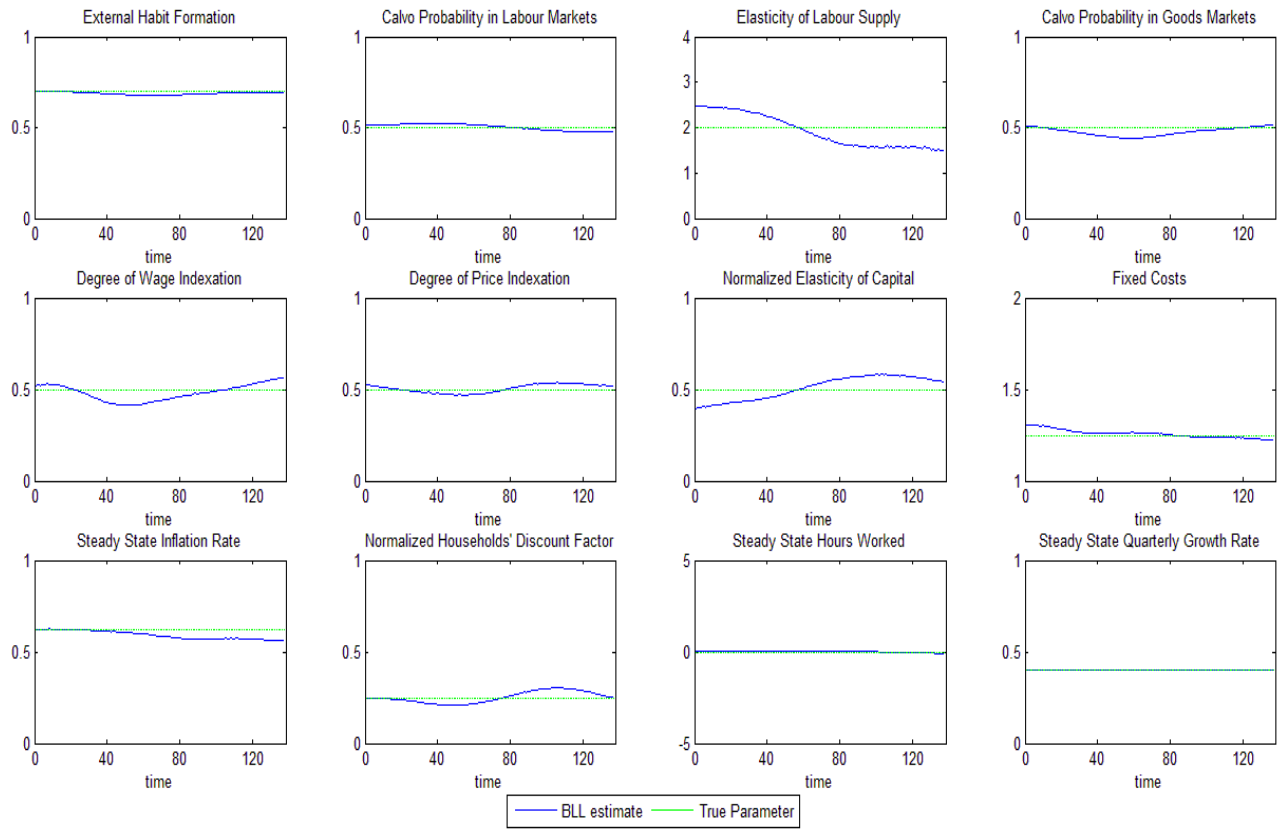 External Habit Formation
Calvo Probability in Labour Markets
Elasticity of Labour Supply
Calvo Probability in Goods Markets
1
0.5
0
0 40 80 120
time
1
0.5
0
0 40 80 120
time
4
3
2
1
0
0 40 80 120
time
1
0.5
0
0 40 80 120
time
Degree of Wage Indexation
Degree of Price Indexation
Normalized Elasticity of Capital
Fixed Costs
1
0.5
0
0 40 80 120
time
1
0.5
0
0 40 80 120
time
1
0.5
0
0 40 80 120
time
2
1.5
1
0 40 80 120
time
Steady State Inflation Rate
Normalized Households' Discount Factor
Steady State Hours Worked
Steady State Quarterly Growth Rate
1
0.5
0
0 40 80 120
time
1
0.5
0
0 40 80 120
time
5
0
-5
0 40 80 120
time
1
0.5
0
0 40 80 120
time
BLL estimate
True Parameter